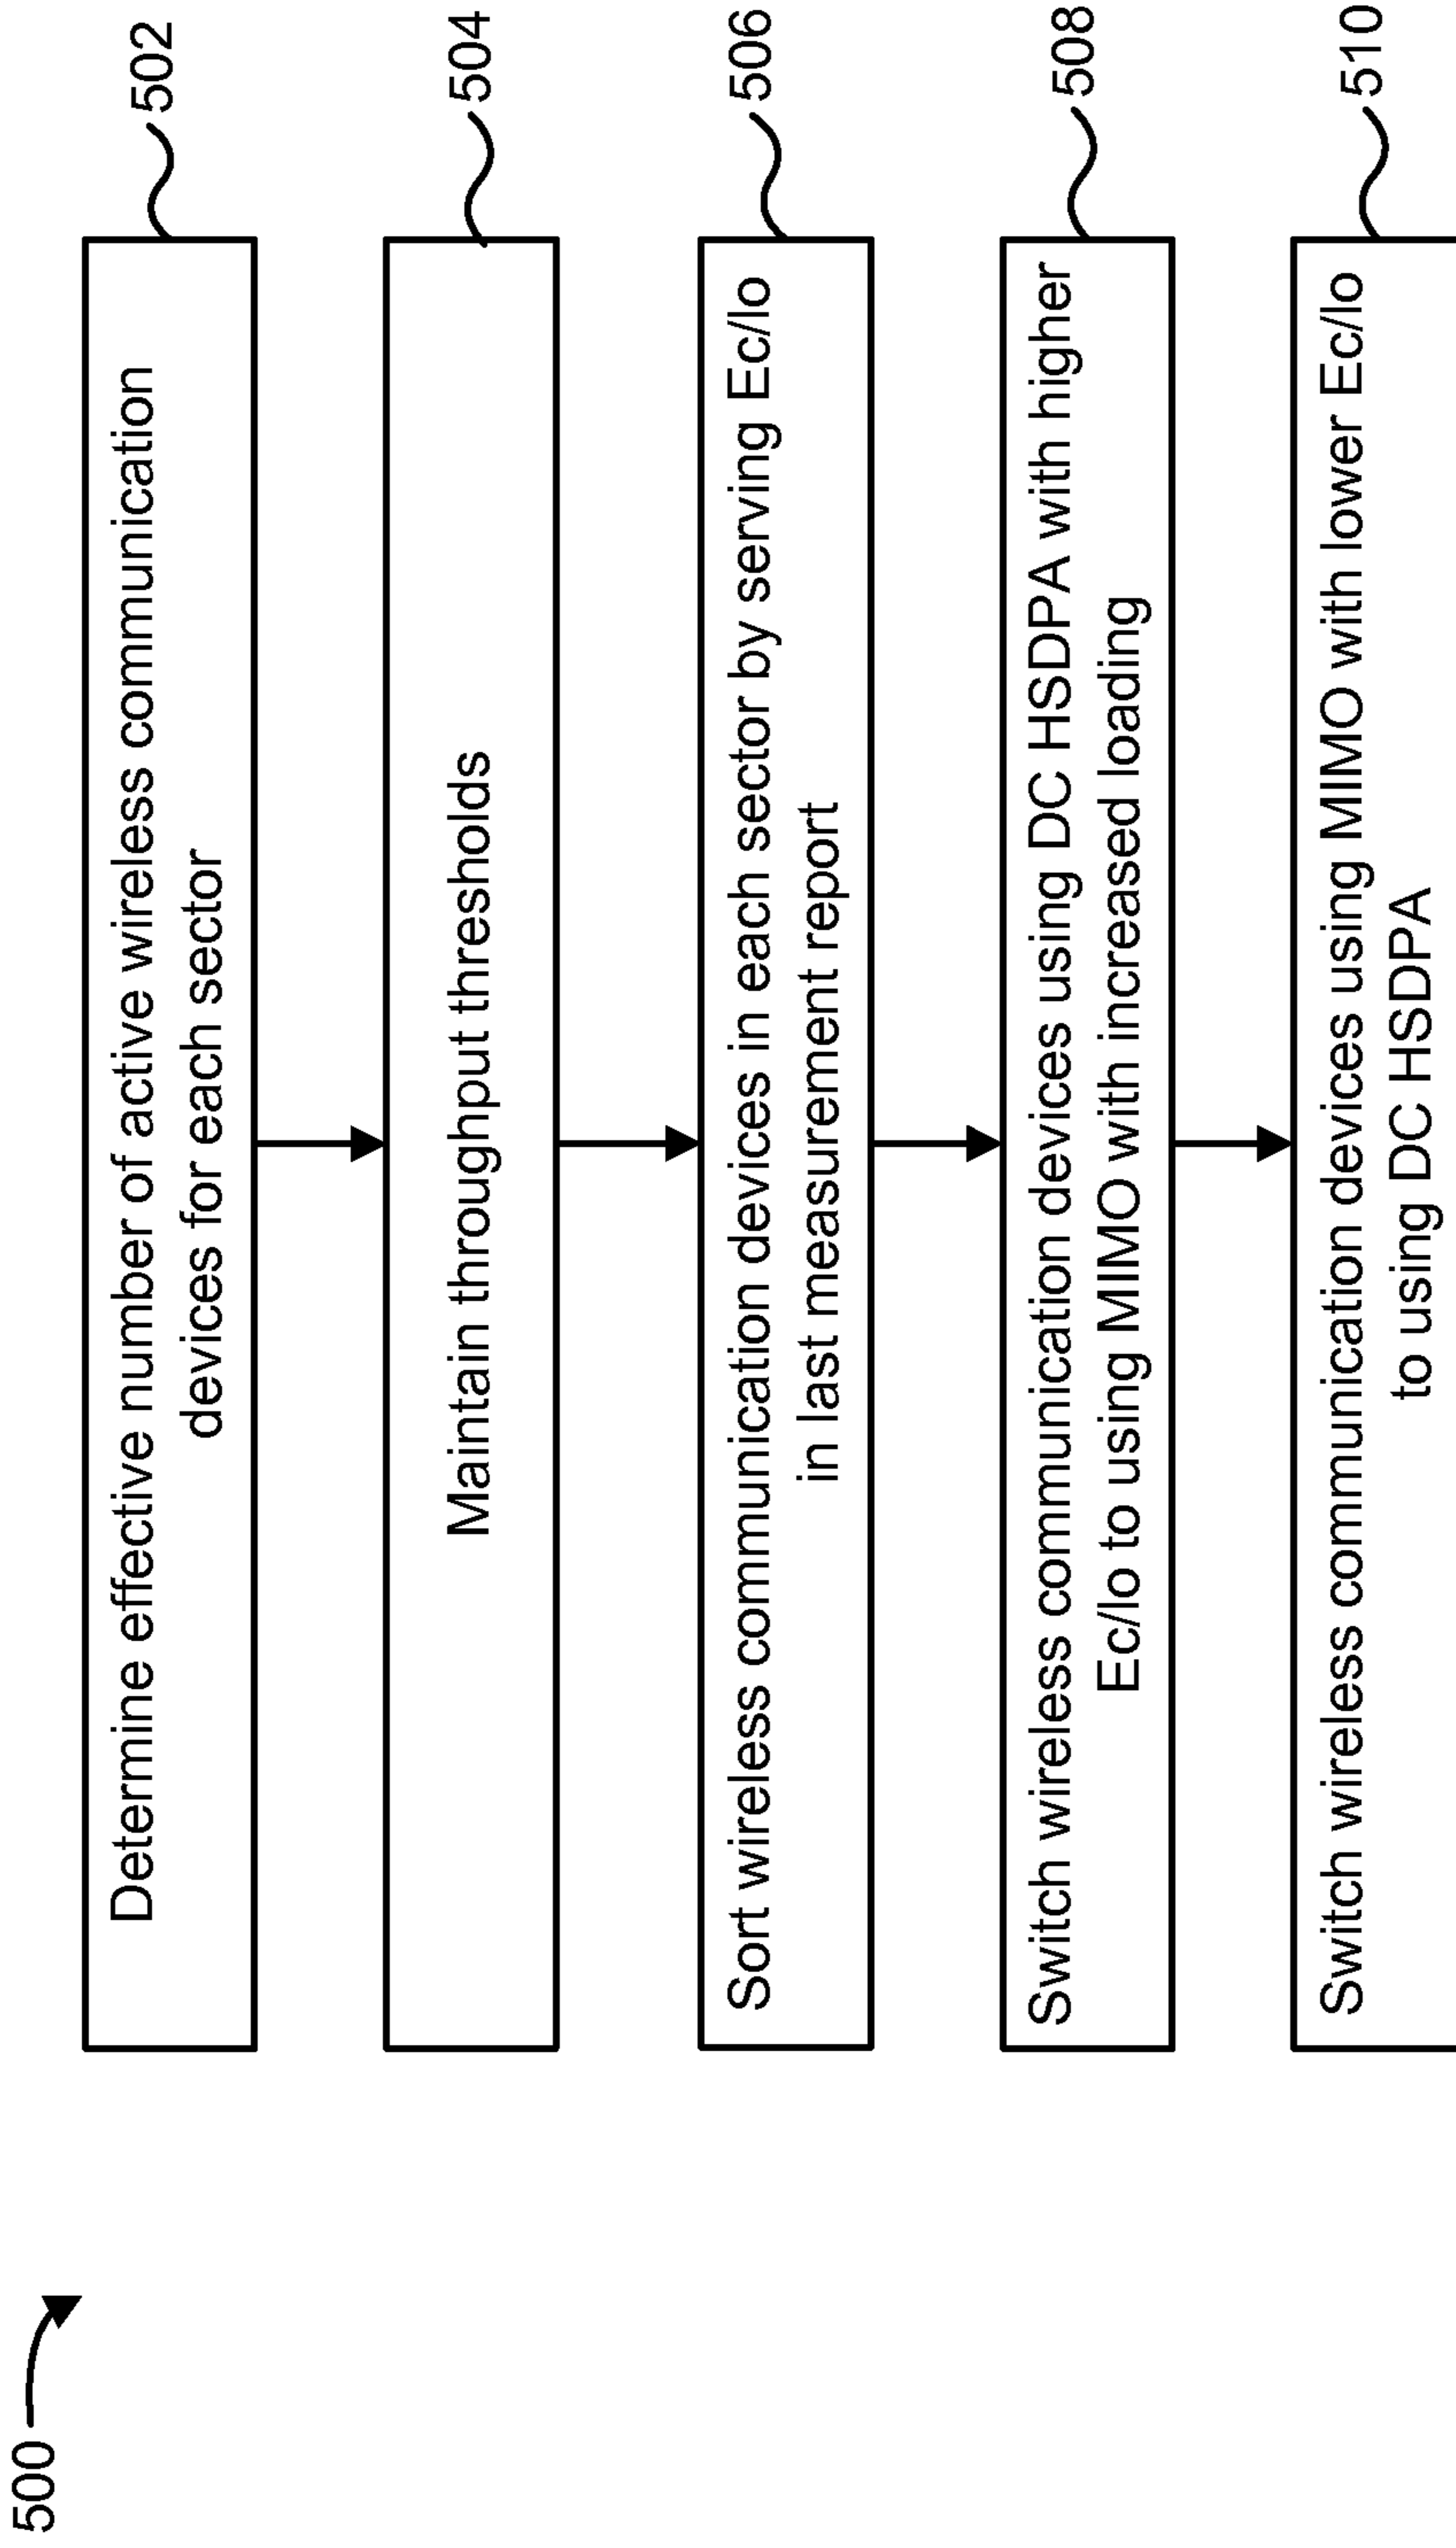 500
Determine effective number of active wireless communication
devices for each sector
502
Maintain throughput thresholds
504
Sort wireless communication devices in each sector by serving Ec/Io
in last measurement report
506
Switch wireless communication devices using DC HSDPA with higher
Ec/Io to using MIMO with increased loading
508
Switch wireless communication devices using MIMO with lower Ec/Io
to using DC HSDPA
510